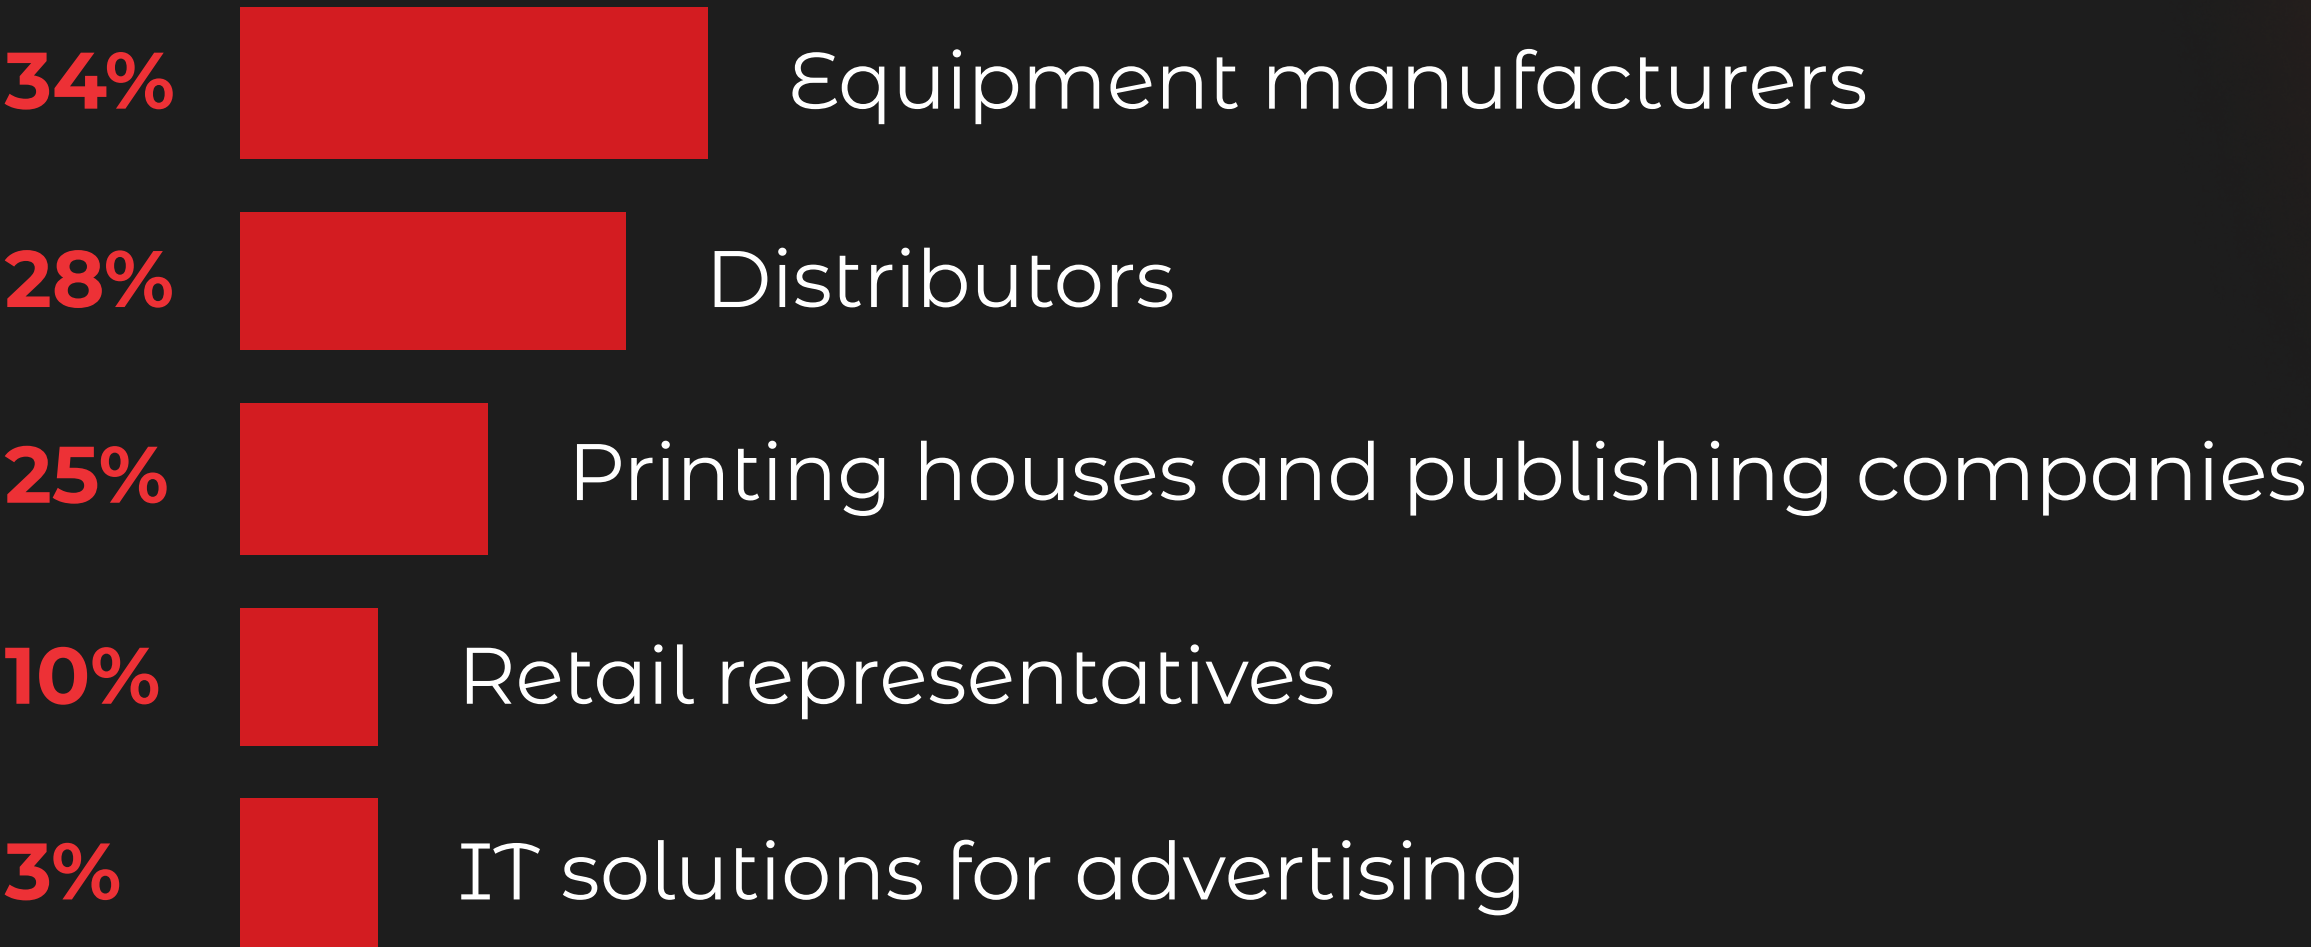 34% Equipment manufacturers
28% Distributors
25% Printing houses and publishing companies
10% Retail representatives
3% IT solutions for advertising